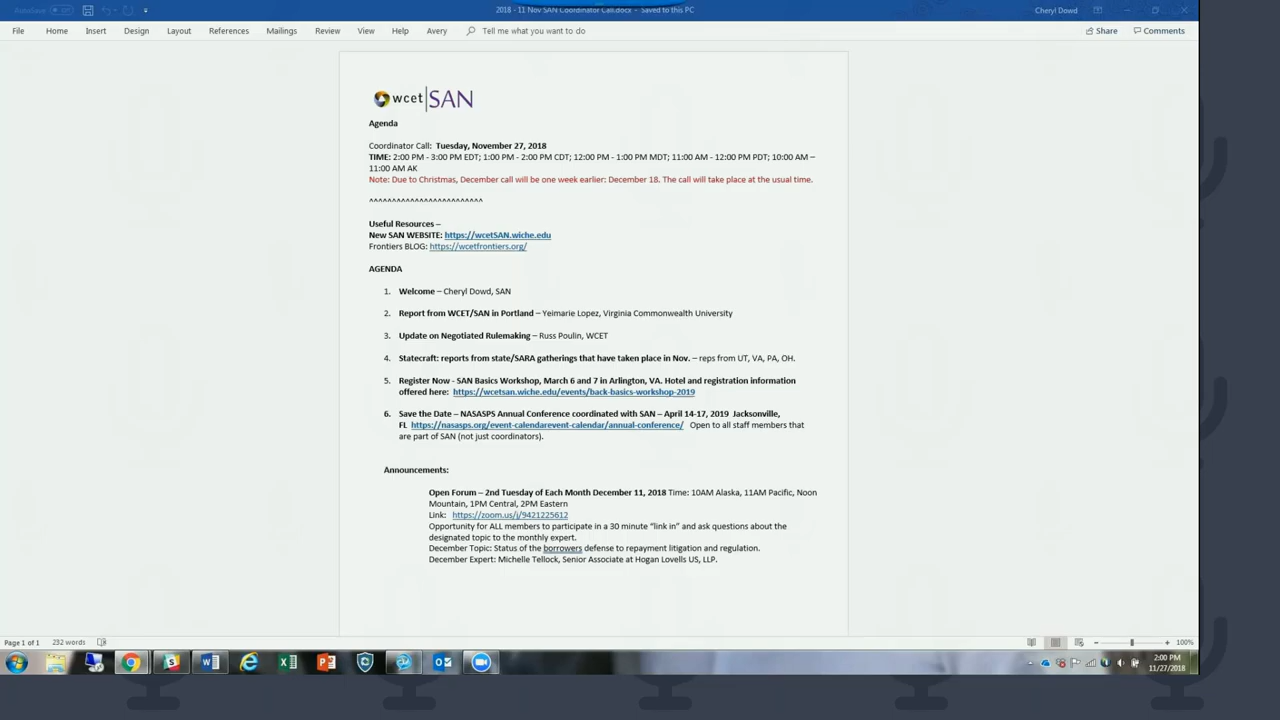 AutoSave Off
2018 - 11 Nov SAN Coordinator Call.docx - Saved to this PC
Cheryl Dowd
File Home Insert Design Layout References Mailings Review View Help Avery Tell me what you want to do Share Comments
wcet SAN
Agenda
Coordinator Call: Tuesday, November 27, 2018
TIME: 2:00 PM - 3:00 PM EDT; 1:00 PM - 2:00 PM CDT; 12:00 PM - 1:00 PM MDT; 11:00 AM - 12:00 PM PDT; 10:00 AM –
11:00 AM AK
Note: Due to Christmas, December call will be one week earlier: December 18. The call will take place at the usual time.
^^^^^^^^^^^^^^^^^^^^^^^^^
Useful Resources –
New SAN WEBSITE: https://wcetSAN.wiche.edu
Frontiers BLOG: https://wcetfrontiers.org/
AGENDA
1. Welcome – Cheryl Dowd, SAN
2. Report from WCET/SAN in Portland – Yeimarie Lopez, Virginia Commonwealth University
3. Update on Negotiated Rulemaking – Russ Poulin, WCET
4. Statecraft: reports from state/SARA gatherings that have taken place in Nov. – reps from UT, VA, PA, OH.
5. Register Now - SAN Basics Workshop, March 6 and 7 in Arlington, VA. Hotel and registration information
offered here: https://wcetsan.wiche.edu/events/back-basics-workshop-2019
6. Save the Date – NASASPS Annual Conference coordinated with SAN – April 14-17, 2019 Jacksonville,
FL https://nasasps.org/event-calendarevent-calendar/annual-conference/ Open to all staff members that
are part of SAN (not just coordinators).
Announcements:
Open Forum – 2nd Tuesday of Each Month December 11, 2018 Time: 10AM Alaska, 11AM Pacific, Noon
Mountain, 1PM Central, 2PM Eastern
Link: https://zoom.us/j/9421225612
Opportunity for ALL members to participate in a 30 minute “link in” and ask questions about the
designated topic to the monthly expert.
December Topic: Status of the borrowers defense to repayment litigation and regulation.
December Expert: Michelle Tellock, Senior Associate at Hogan Lovells US, LLP.
Page 1 of 1 232 words 100%
2:00 PM
11/27/2018